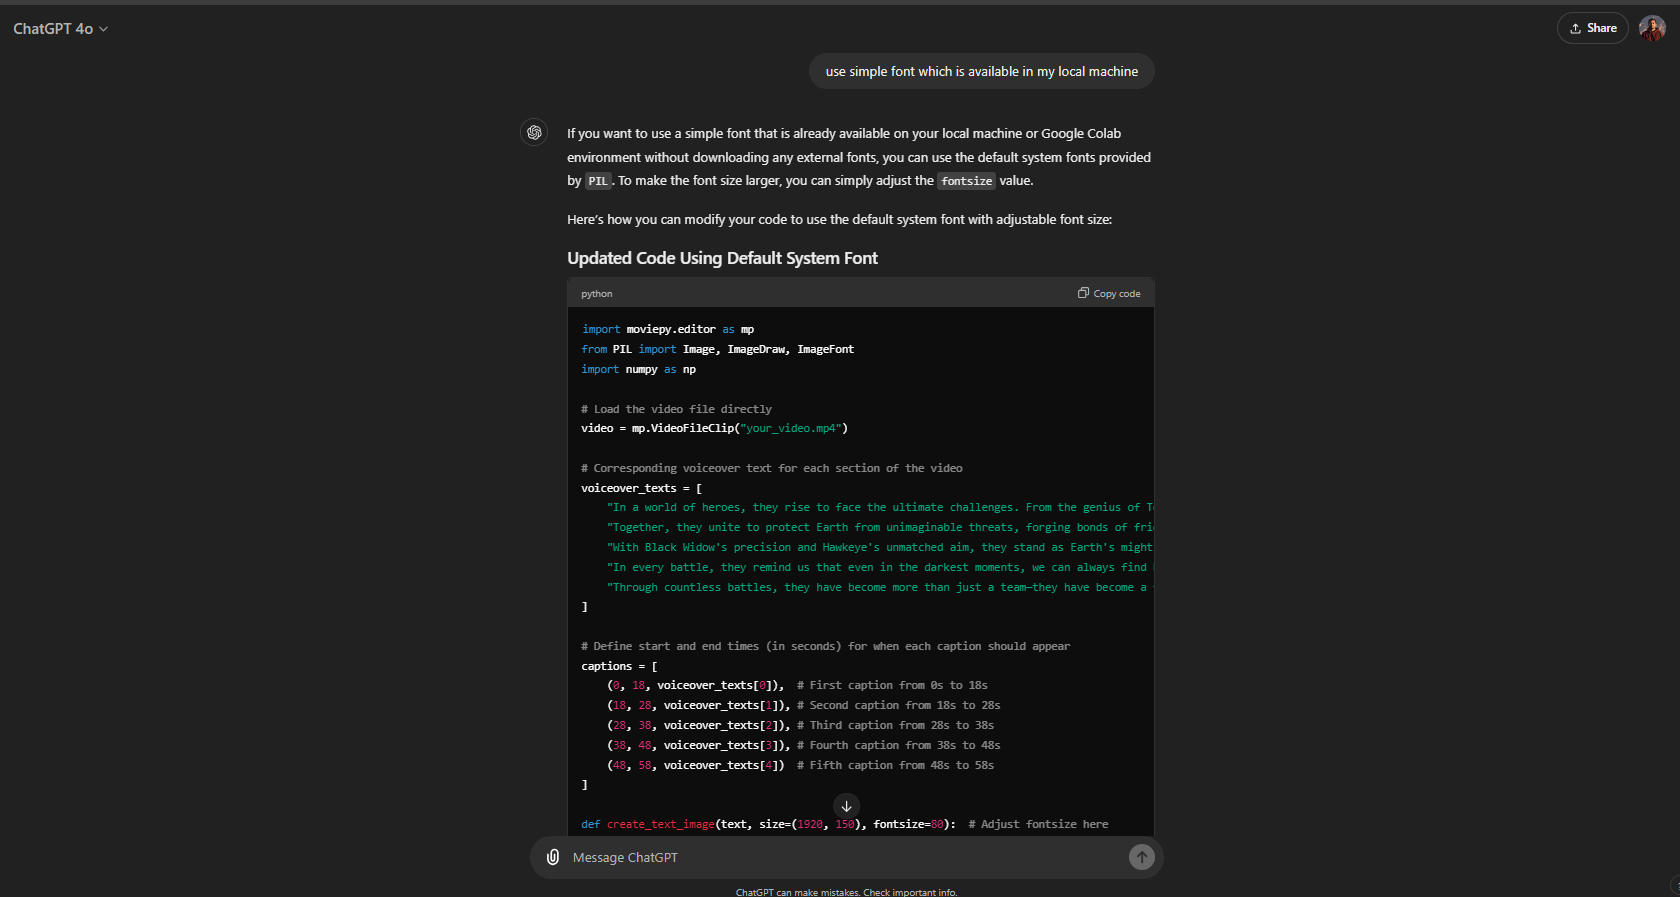 ChatGPT 4o
Share
use simple font which is available in my local machine
If you want to use a simple font that is already available on your local machine or Google Colab
environment without downloading any external fonts, you can use the default system fonts provided
by PIL. To make the font size larger, you can simply adjust the fontsize value.
Here's how you can modify your code to use the default system font with adjustable font size:
Updated Code Using Default System Font
python
Copy code
import moviepy.editor as mp
from PIL import Image, ImageDraw, ImageFont
import numpy as np
# Load the video file directly
video = mp.VideoFileClip("your_video.mp4")
# Corresponding voiceover text for each section of the video
voiceover_texts = [
"In a world of heroes, they rise to face the ultimate challenges. From the genius of
"Together, they unite to protect Earth from unimaginable threats, forging bonds of
"With Black Widow's precision and Hawkeye's unmatched aim, they stand as Earth's might
"In every battle, they remind us that even in the darkest moments, we can always find
"Through countless battles, they have become more than just a team—they have become a
]
# Define start and end times (in seconds) for when each caption should appear
captions = [
(0, 18, voiceover_texts[0]), # First caption from 0s to 18s
(18, 28, voiceover_texts[1]), # Second caption from 18s to 28s
(28, 38, voiceover_texts[2]), # Third caption from 28s to 38s
(38, 48, voiceover_texts[3]), # Fourth caption from 38s to 48s
(48, 58, voiceover_texts[4]) # Fifth caption from 48s to 58s
]
def create_text_image(text, size=(1920, 150), fontsize=80): # Adjust fontsize here
Message ChatGPT
ChatGPT can make mistakes. Check important info.